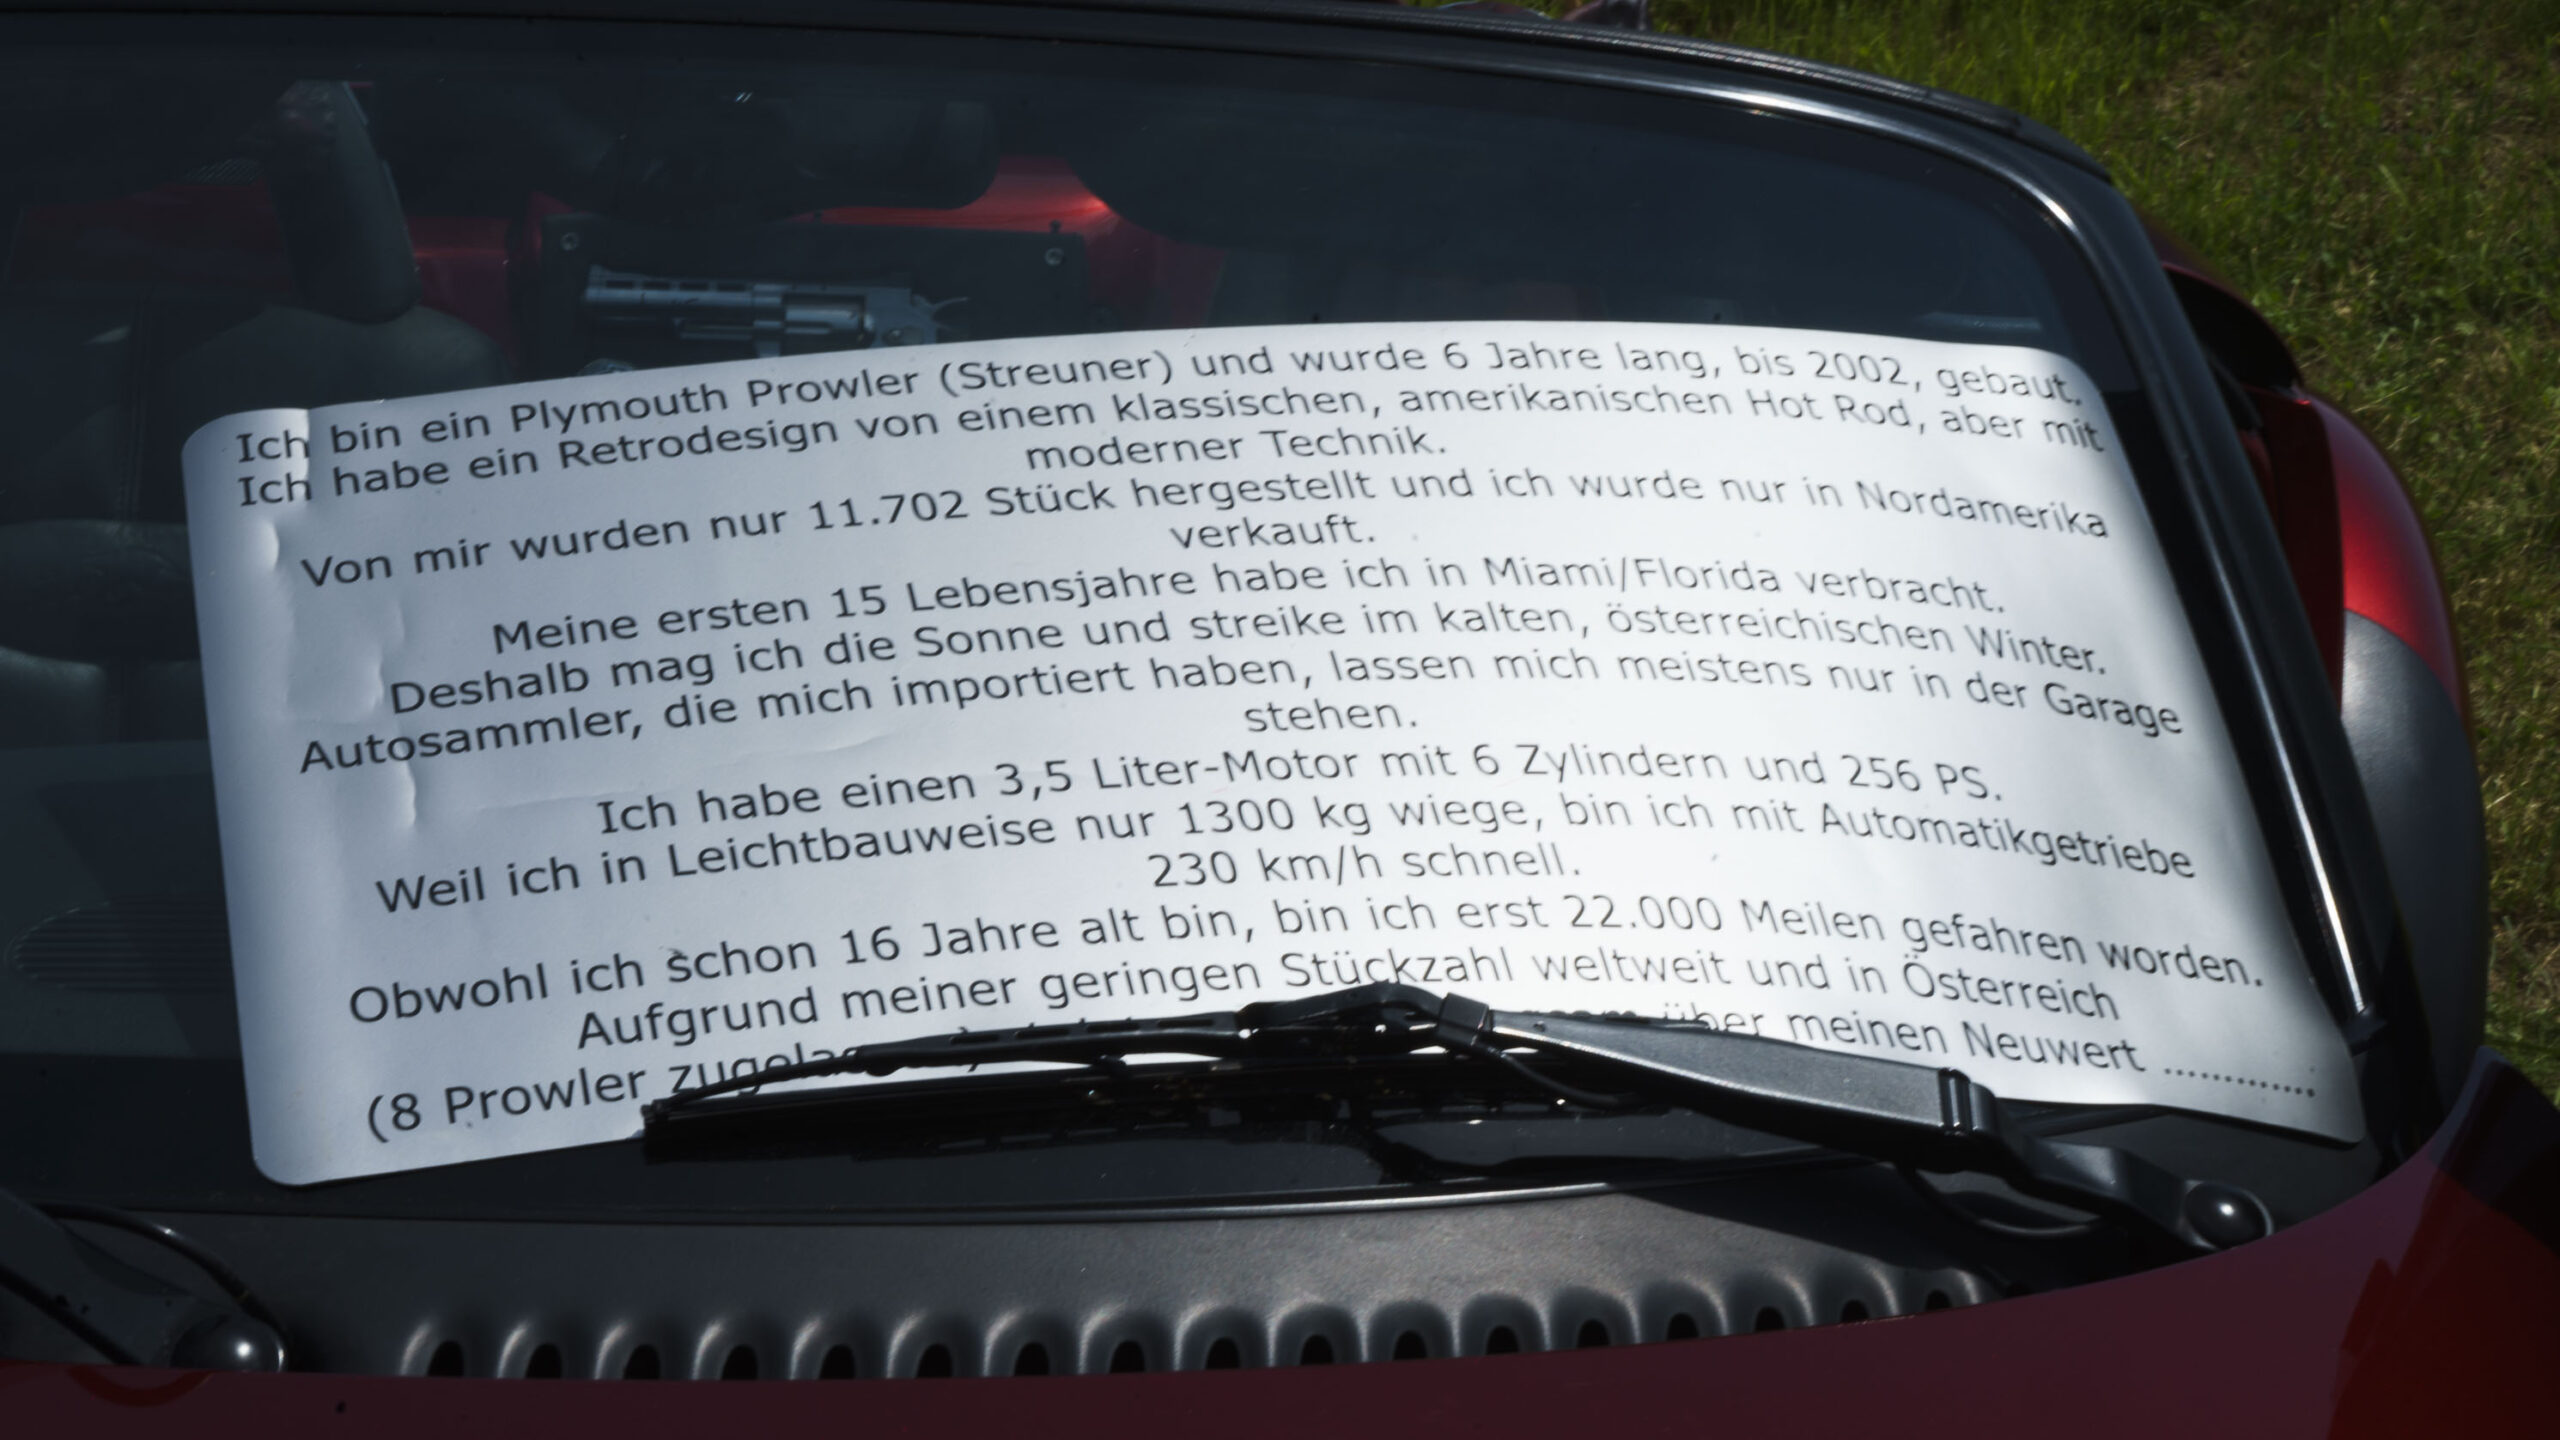 Ich bin ein Plymouth Prowler (Streuner) und wurde 6 Jahre lang, bis 2002, gebaut.
Ich habe ein Retrodesign von einem klassischen, amerikanischen Hot Rod, aber mit
moderner Technik.
Von mir wurden nur 11.702 Stück hergestellt und ich wurde nur in Nordamerika
verkauft.
Meine ersten 15 Lebensjahre habe ich in Miami/Florida verbracht.
Deshalb mag ich die Sonne und streike im kalten, österreichischen Winter.
Autosammler, die mich importiert haben, lassen mich meistens nur in der Garage
stehen.
Ich habe einen 3,5 Liter-Motor mit 6 Zylindern und 256 PS.
Weil ich in Leichtbauweise nur 1300 kg wiege, bin ich mit Automatikgetriebe
230 km/h schnell.
Obwohl ich schon 16 Jahre alt bin, bin ich erst 22.000 Meilen gefahren worden.
Aufgrund meiner geringen Stückzahl weltweit und in Österreich
(8 Prowler über meinen Neuwert .............